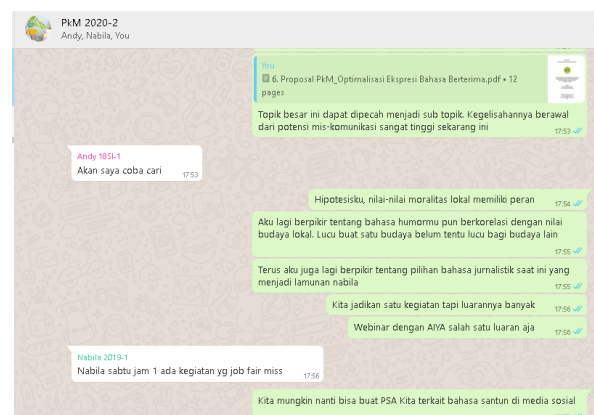 PkM 2020-2
Andy, Nabila, You
You
6. Proposal PkM_Optimalisasi Ekspresi Bahasa Berterima.pdf • 12
pages
Topik besar ini dapat dipecah menjadi sub topik. Kegelisahannya berawal
dari potensi mis-komunikasi sangat tinggi sekarang ini
17:53
Andy 18SI-1
Akan saya coba cari
17:53
Hipotesisku, nilai-nilai moralitas lokal memiliki peran
17:54
Aku lagi berpikir tentang bahasa humormu pun berkorelasi dengan nilai
budaya lokal. Lucu buat satu budaya belum tentu lucu bagi budaya lain
17:55
Terus aku juga lagi berpikir tentang pilihan bahasa jurnalistik saat ini yang
menjadi lamunan nabila
17:55
Kita jadikan satu kegiatan tapi luarannya banyak
17:56
Webinar dengan AIYA salah satu luaran aja
17:56
Nabila 2019-1
Nabila sabtu jam 1 ada kegiatan yg job fair miss
17:56
Kita mungkin nanti bisa buat PSA Kita terkait bahasa santun di media sosial